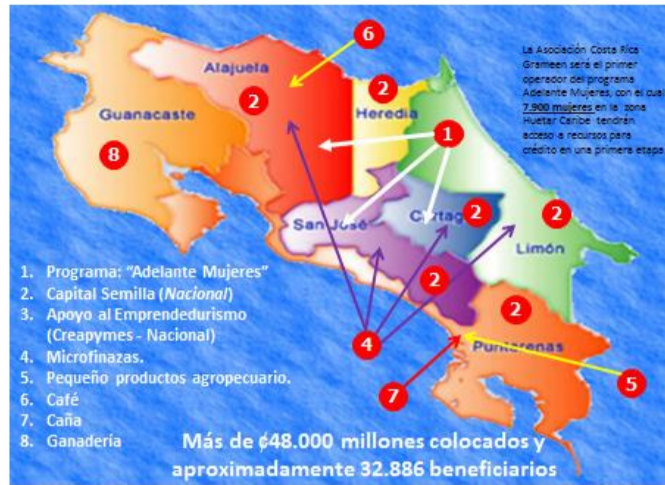 6
La Asociación Costa Rica
Grameen será el primer
operador del programa
Adelante Mujeres, con el cual
7.900 mujeres en la zona
Huetar Caribe tendrán
acceso a recursos para
crédito en una primera etapa
Alajuela
2
2
Heredia
Guanacaste
8
1
San José
Cartag
2
2
Limón
2
2
Puntarenas
4
7
5
1. Programa: "Adelante Mujeres"
2. Capital Semilla (Nacional)
3. Apoyo al Emprendedurismo
(Creapymes - Nacional)
4. Microfinazas.
5. Pequeño productos agropecuario.
6. Café
7. Caña
8. Ganadería
Más de ₡48.000 millones colocados y
aproximadamente 32.886 beneficiarios